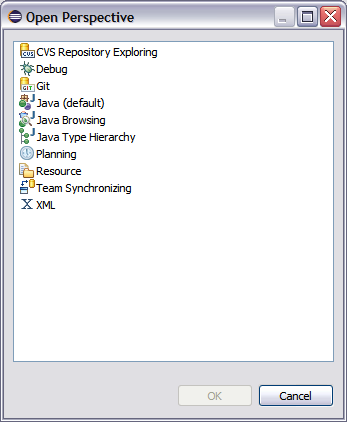 Open Perspective
CVS Repository Exploring
Debug
GIT Git
Java (default)
Java Browsing
Java Type Hierarchy
Planning
Resource
Team Synchronizing
XML
OK
Cancel